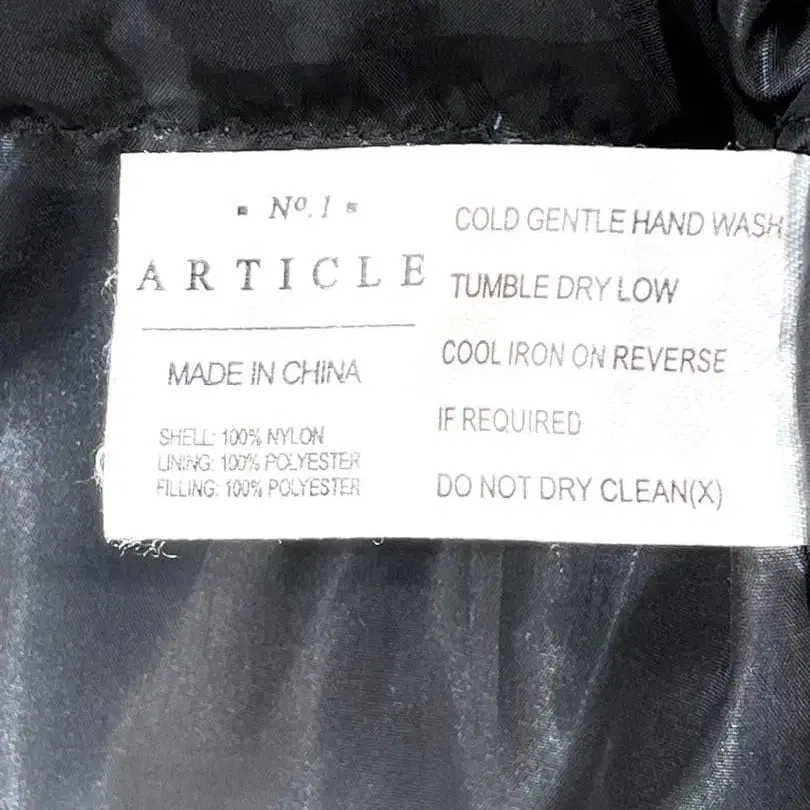 ▪ Nº.1 ▪
ARTICLE
MADE IN CHINA
SHELL: 100% NYLON
LINING: 100% POLYESTER
FILLING: 100% POLYESTER
COLD GENTLE HAND WASH
TUMBLE DRY LOW
COOL IRON ON REVERSE
IF REQUIRED
DO NOT DRY CLEAN(X)